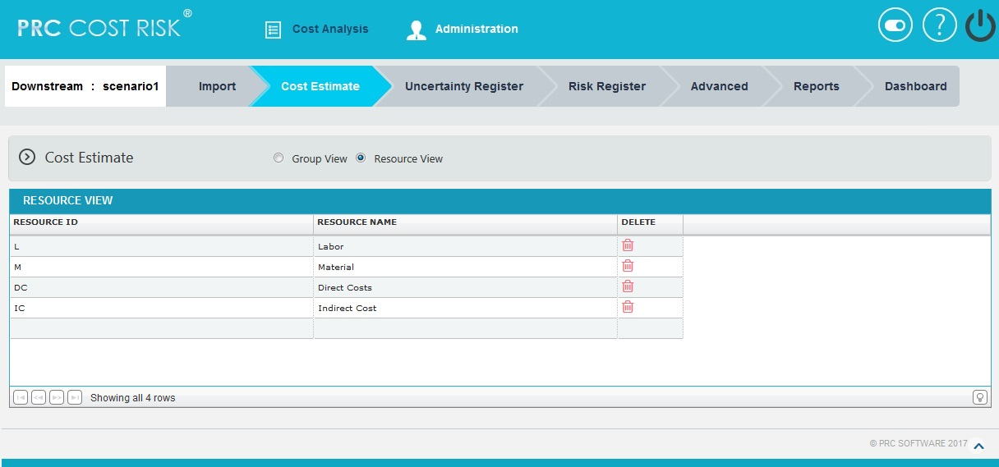 PRC COST RISK®
Cost Analysis
Administration
?
Downstream : scenario1
Import
Cost Estimate
Uncertainty Register
Risk Register
Advanced
Reports
Dashboard
Cost Estimate
Group View
Resource View
RESOURCE VIEW
RESOURCE ID RESOURCE NAME DELETE
L Labor
M Material
DC Direct Costs
IC Indirect Cost
Showing all 4 rows
© PRC SOFTWARE 2017